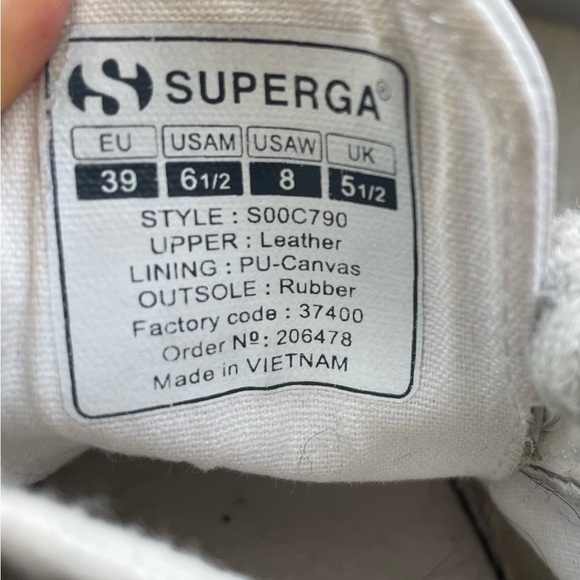 SUPERGA®
EU USAM USAW UK
39 6 1/2 8 5 1/2
STYLE : S00C790
UPPER : Leather
LINING : PU-Canvas
OUTSOLE : Rubber
Factory code : 37400
Order Nº: 206478
Made in VIETNAM